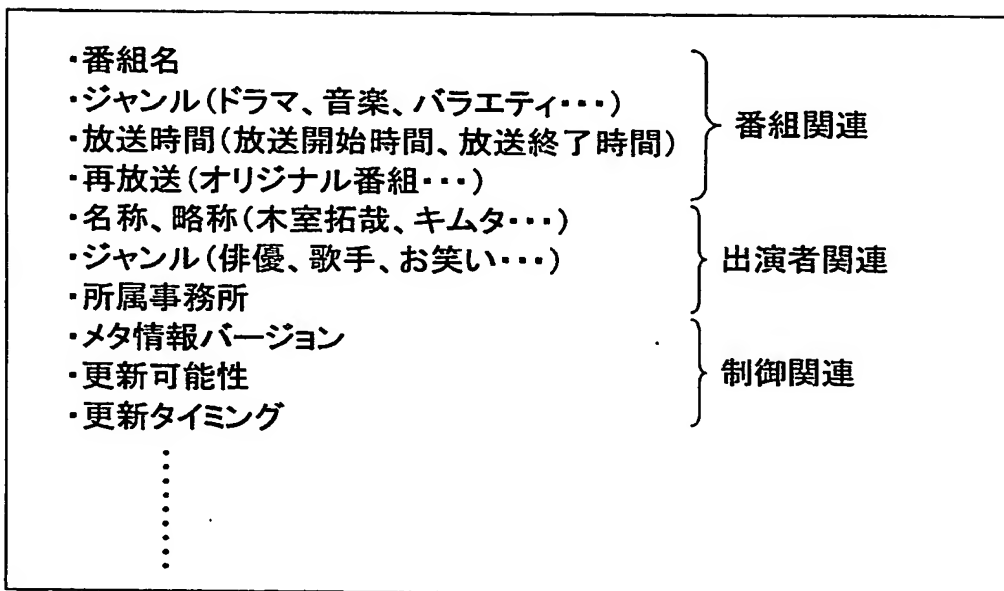 ・番組名
・ジャンル(ドラマ、音楽、バラエティ・・・)
・放送時間(放送開始時間、放送終了時間)
・再放送(オリジナル番組・・・)
番組関連
・名称、略称(木室拓哉、キムタ・・・)
・ジャンル(俳優、歌手、お笑い・・・)
・所属事務所
出演者関連
・メタ情報バージョン
・更新可能性
・更新タイミング
制御関連